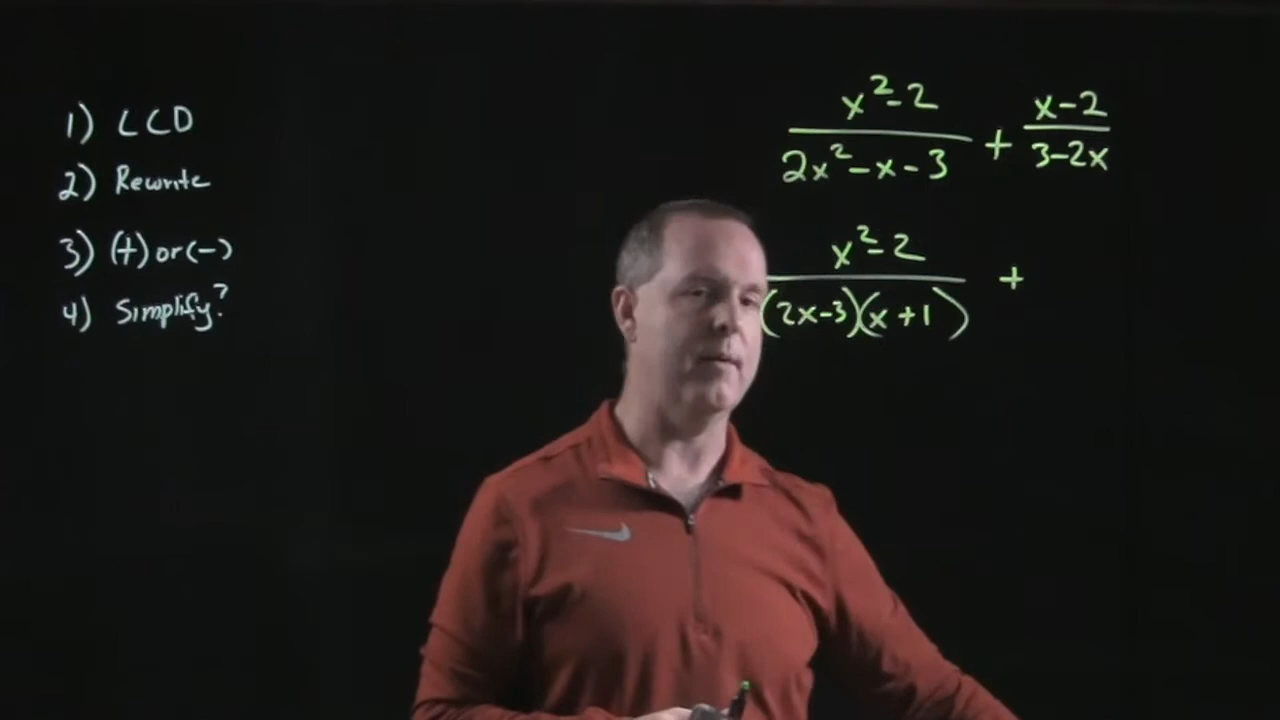 1) LCD
2) Rewrite
3) (+) or (-)
4) Simplify?
x²-2 / 2x²-x-3 + x-2 / 3-2x
x²-2 / (2x-3)(x+1) +